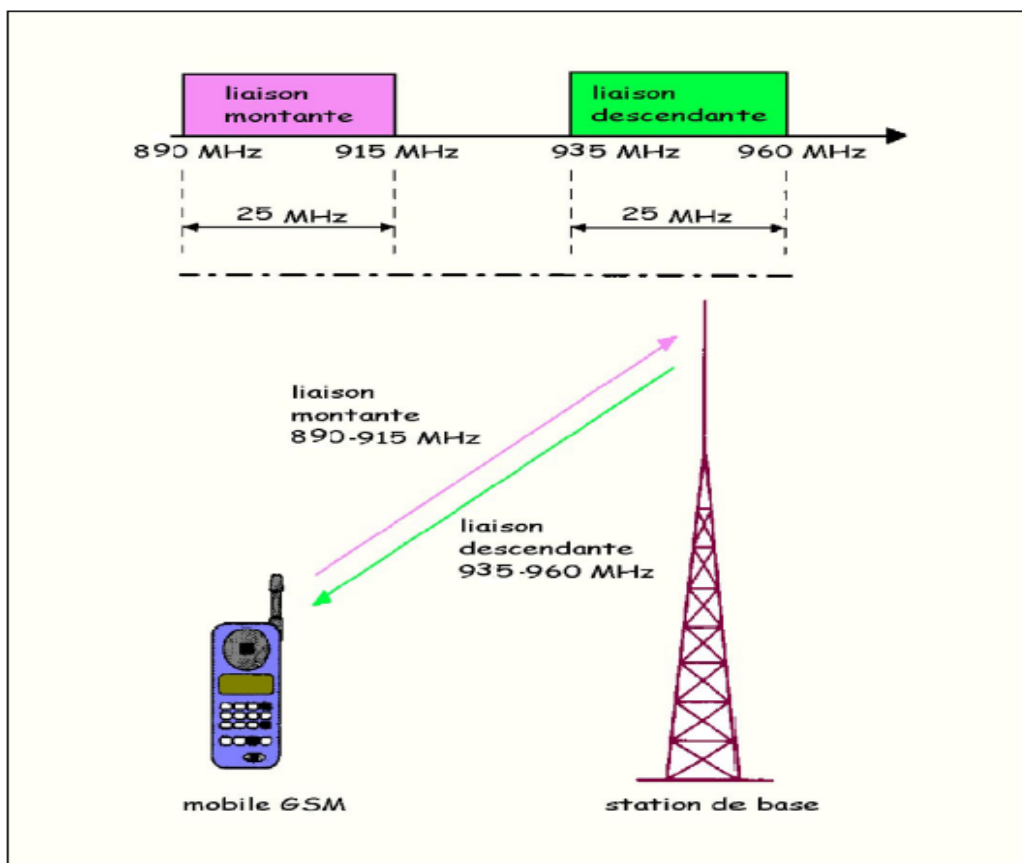 liaison
montante
liaison
descendante
890 MHz
915 MHz
935 MHz
960 MHz
25 MHz
25 MHz
liaison
montante
890-915 MHz
liaison
descendante
935-960 MHz
mobile GSM
station de base